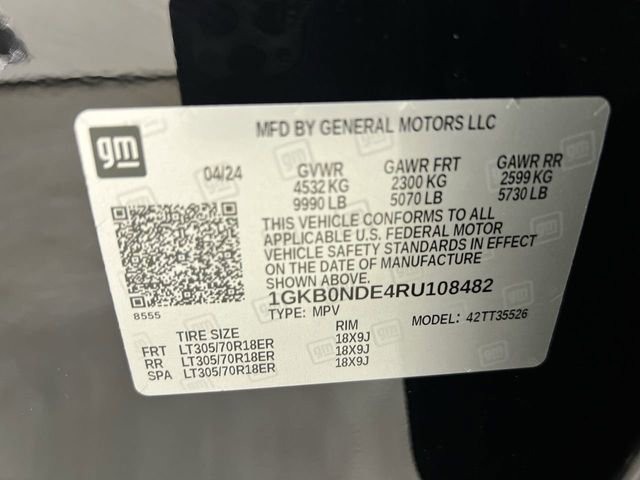 gm
MFD BY GENERAL MOTORS LLC
04/24 GVWR GAWR FRT GAWR RR
4532 KG 2300 KG 2599 KG
9990 LB 5070 LB 5730 LB
THIS VEHICLE CONFORMS TO ALL
APPLICABLE U.S. FEDERAL MOTOR
VEHICLE SAFETY STANDARDS IN EFFECT
ON THE DATE OF MANUFACTURE
SHOWN ABOVE.
1GKB0NDE4RU108482
8555
TYPE: MPV MODEL: 42TT35526
TIRE SIZE RIM
FRT LT305/70R18ER 18X9J
RR LT305/70R18ER 18X9J
SPA LT305/70R18ER 18X9J